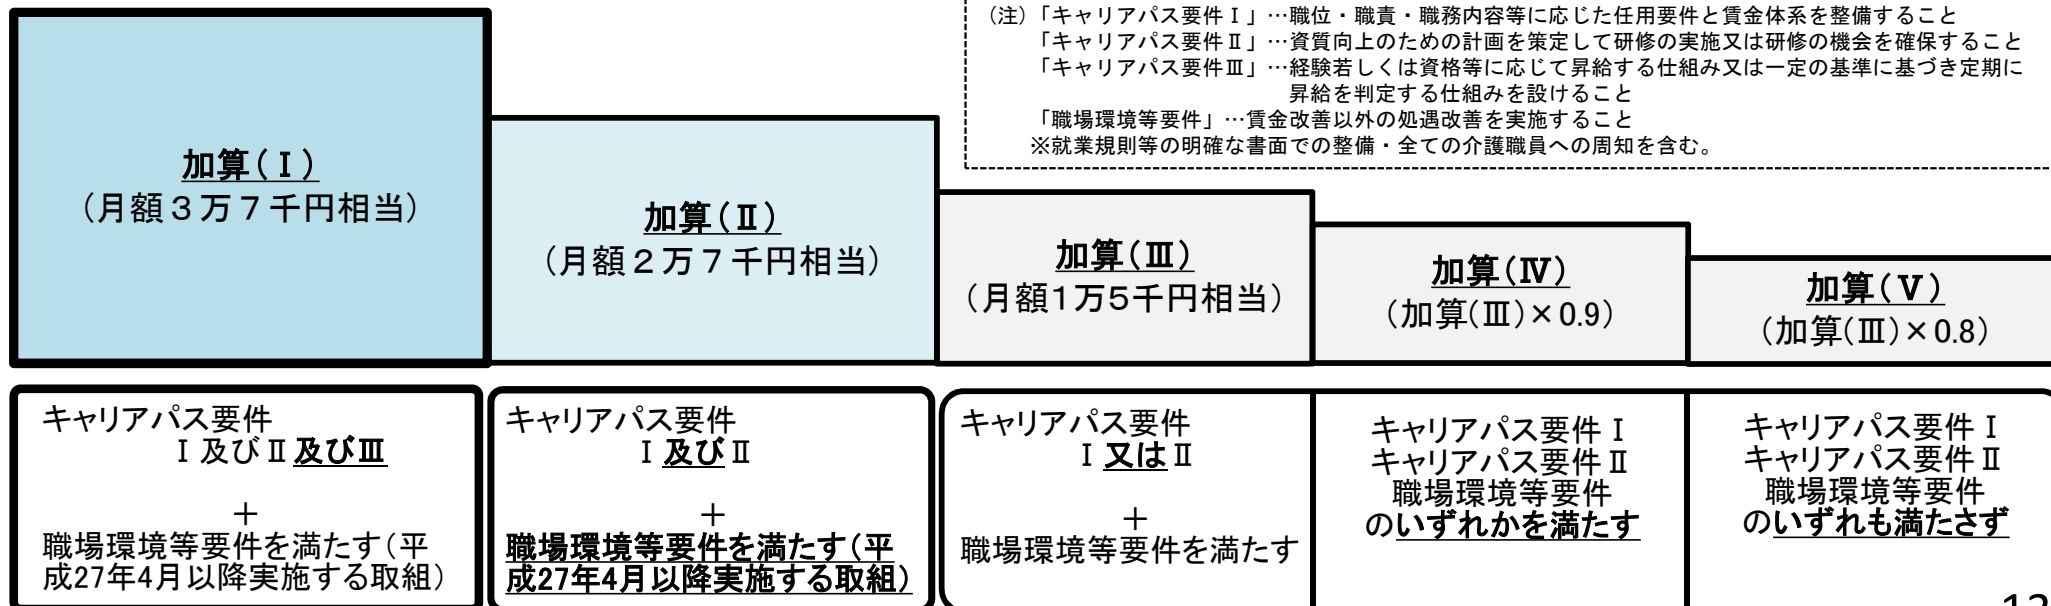 (注)「キャリアパス要件Ⅰ」…職位・職責・職務内容等に応じた任用要件と賃金体系を整備すること
「キャリアパス要件Ⅱ」…資質向上のための計画を策定して研修の実施又は研修の機会を確保すること
「キャリアパス要件Ⅲ」…経験若しくは資格等に応じて昇給する仕組み又は一定の基準に基づき定期に
昇給を判定する仕組みを設けること
「職場環境等要件」…賃金改善以外の処遇改善を実施すること
※就業規則等の明確な書面での整備・全ての介護職員への周知を含む。
加算(Ⅰ)
(月額3万7千円相当)
加算(Ⅱ)
(月額2万7千円相当)
加算(Ⅲ)
(月額1万5千円相当)
加算(Ⅳ)
(加算(Ⅲ)×0.9)
加算(Ⅴ)
(加算(Ⅲ)×0.8)
キャリアパス要件
Ⅰ及びⅡ及びⅢ
+
職場環境等要件を満たす(平
成27年4月以降実施する取組)
キャリアパス要件
Ⅰ及びⅡ
+
職場環境等要件を満たす(平
成27年4月以降実施する取組)
キャリアパス要件
Ⅰ又はⅡ
+
職場環境等要件を満たす
キャリアパス要件Ⅰ
キャリアパス要件Ⅱ
職場環境等要件
のいずれかを満たす
キャリアパス要件Ⅰ
キャリアパス要件Ⅱ
職場環境等要件
のいずれも満たさず